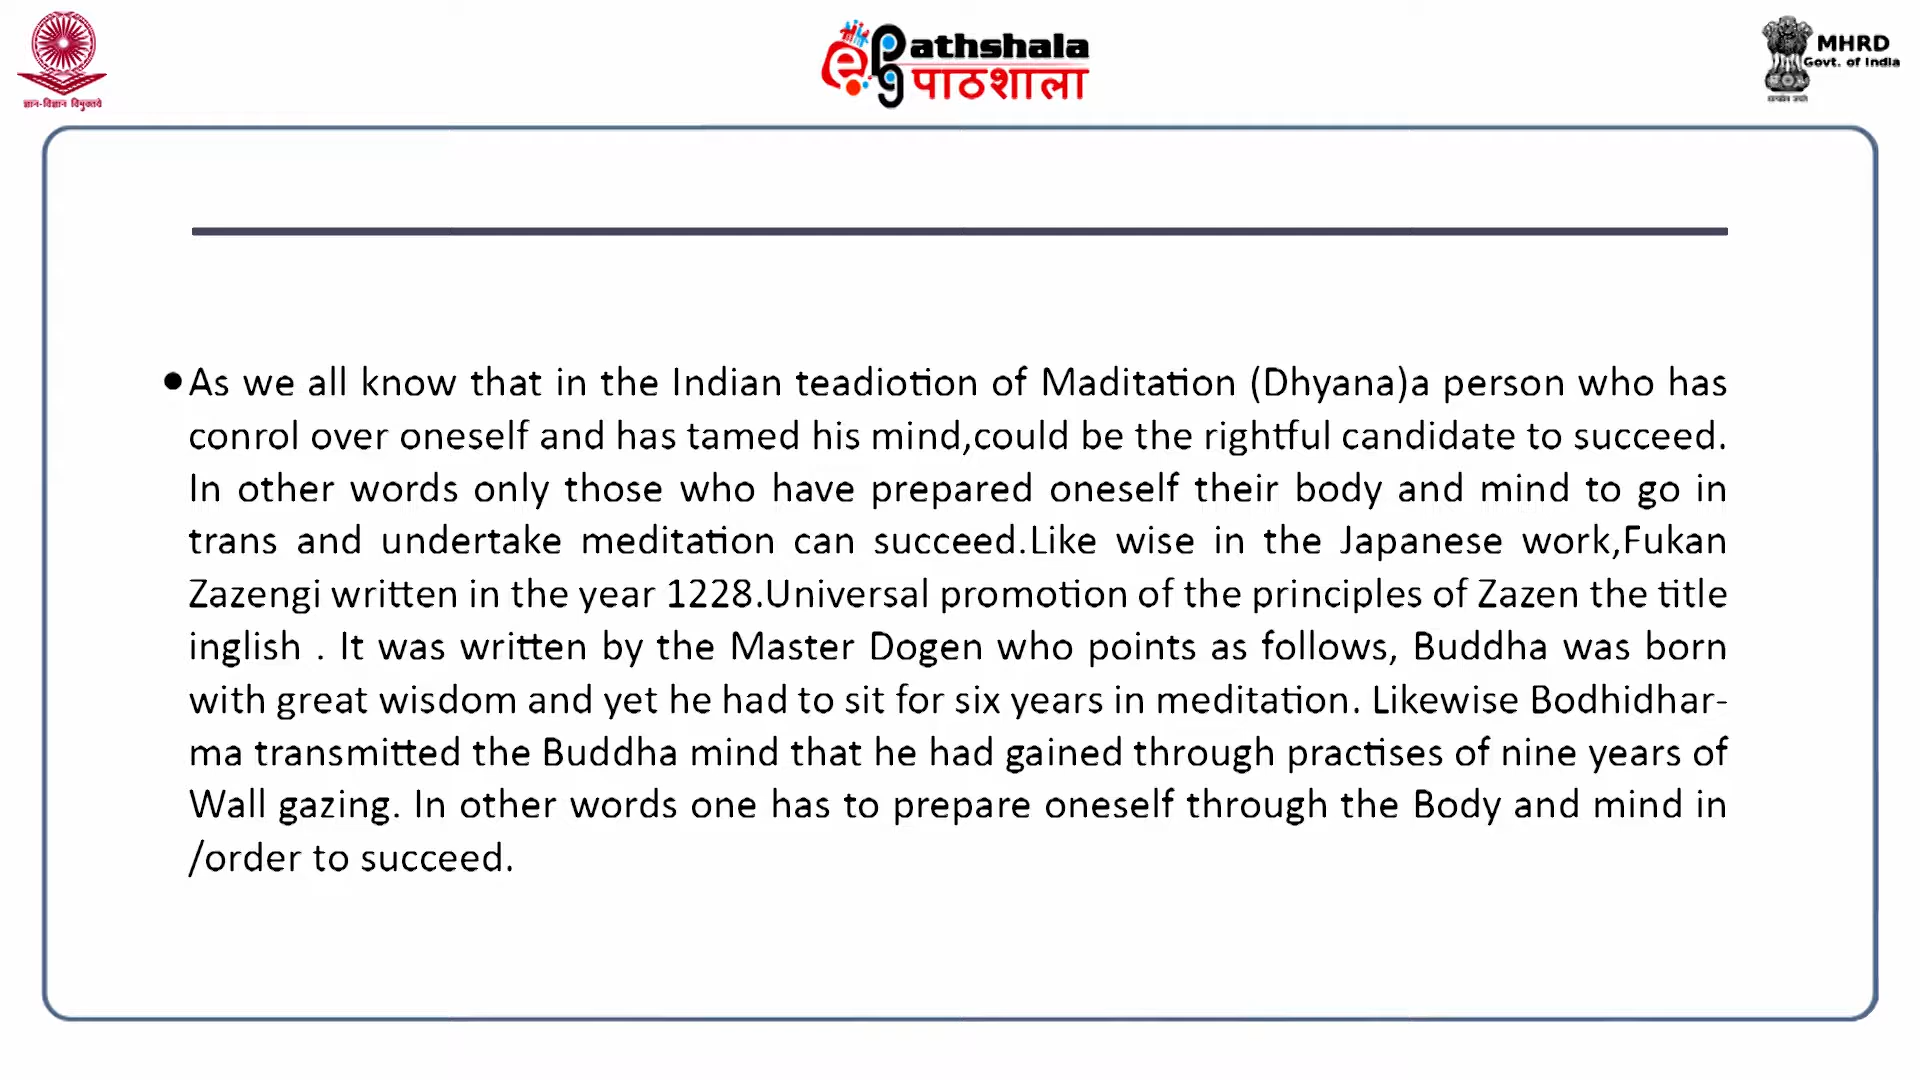 ज्ञान-विज्ञान विमुक्तये
ePG Pathshala
पाठशाला
MHRD
Govt. of India
सत्यमेव जयते
•As we all know that in the Indian teadiotion of Maditation (Dhyana)a person who has
conrol over oneself and has tamed his mind,could be the rightful candidate to succeed.
In other words only those who have prepared oneself their body and mind to go in
trans and undertake meditation can succeed.Like wise in the Japanese work,Fukan
Zazengi written in the year 1228.Universal promotion of the principles of Zazen the title
inglish . It was written by the Master Dogen who points as follows, Buddha was born
with great wisdom and yet he had to sit for six years in meditation. Likewise Bodhidhar-
ma transmitted the Buddha mind that he had gained through practises of nine years of
Wall gazing. In other words one has to prepare oneself through the Body and mind in
/order to succeed.